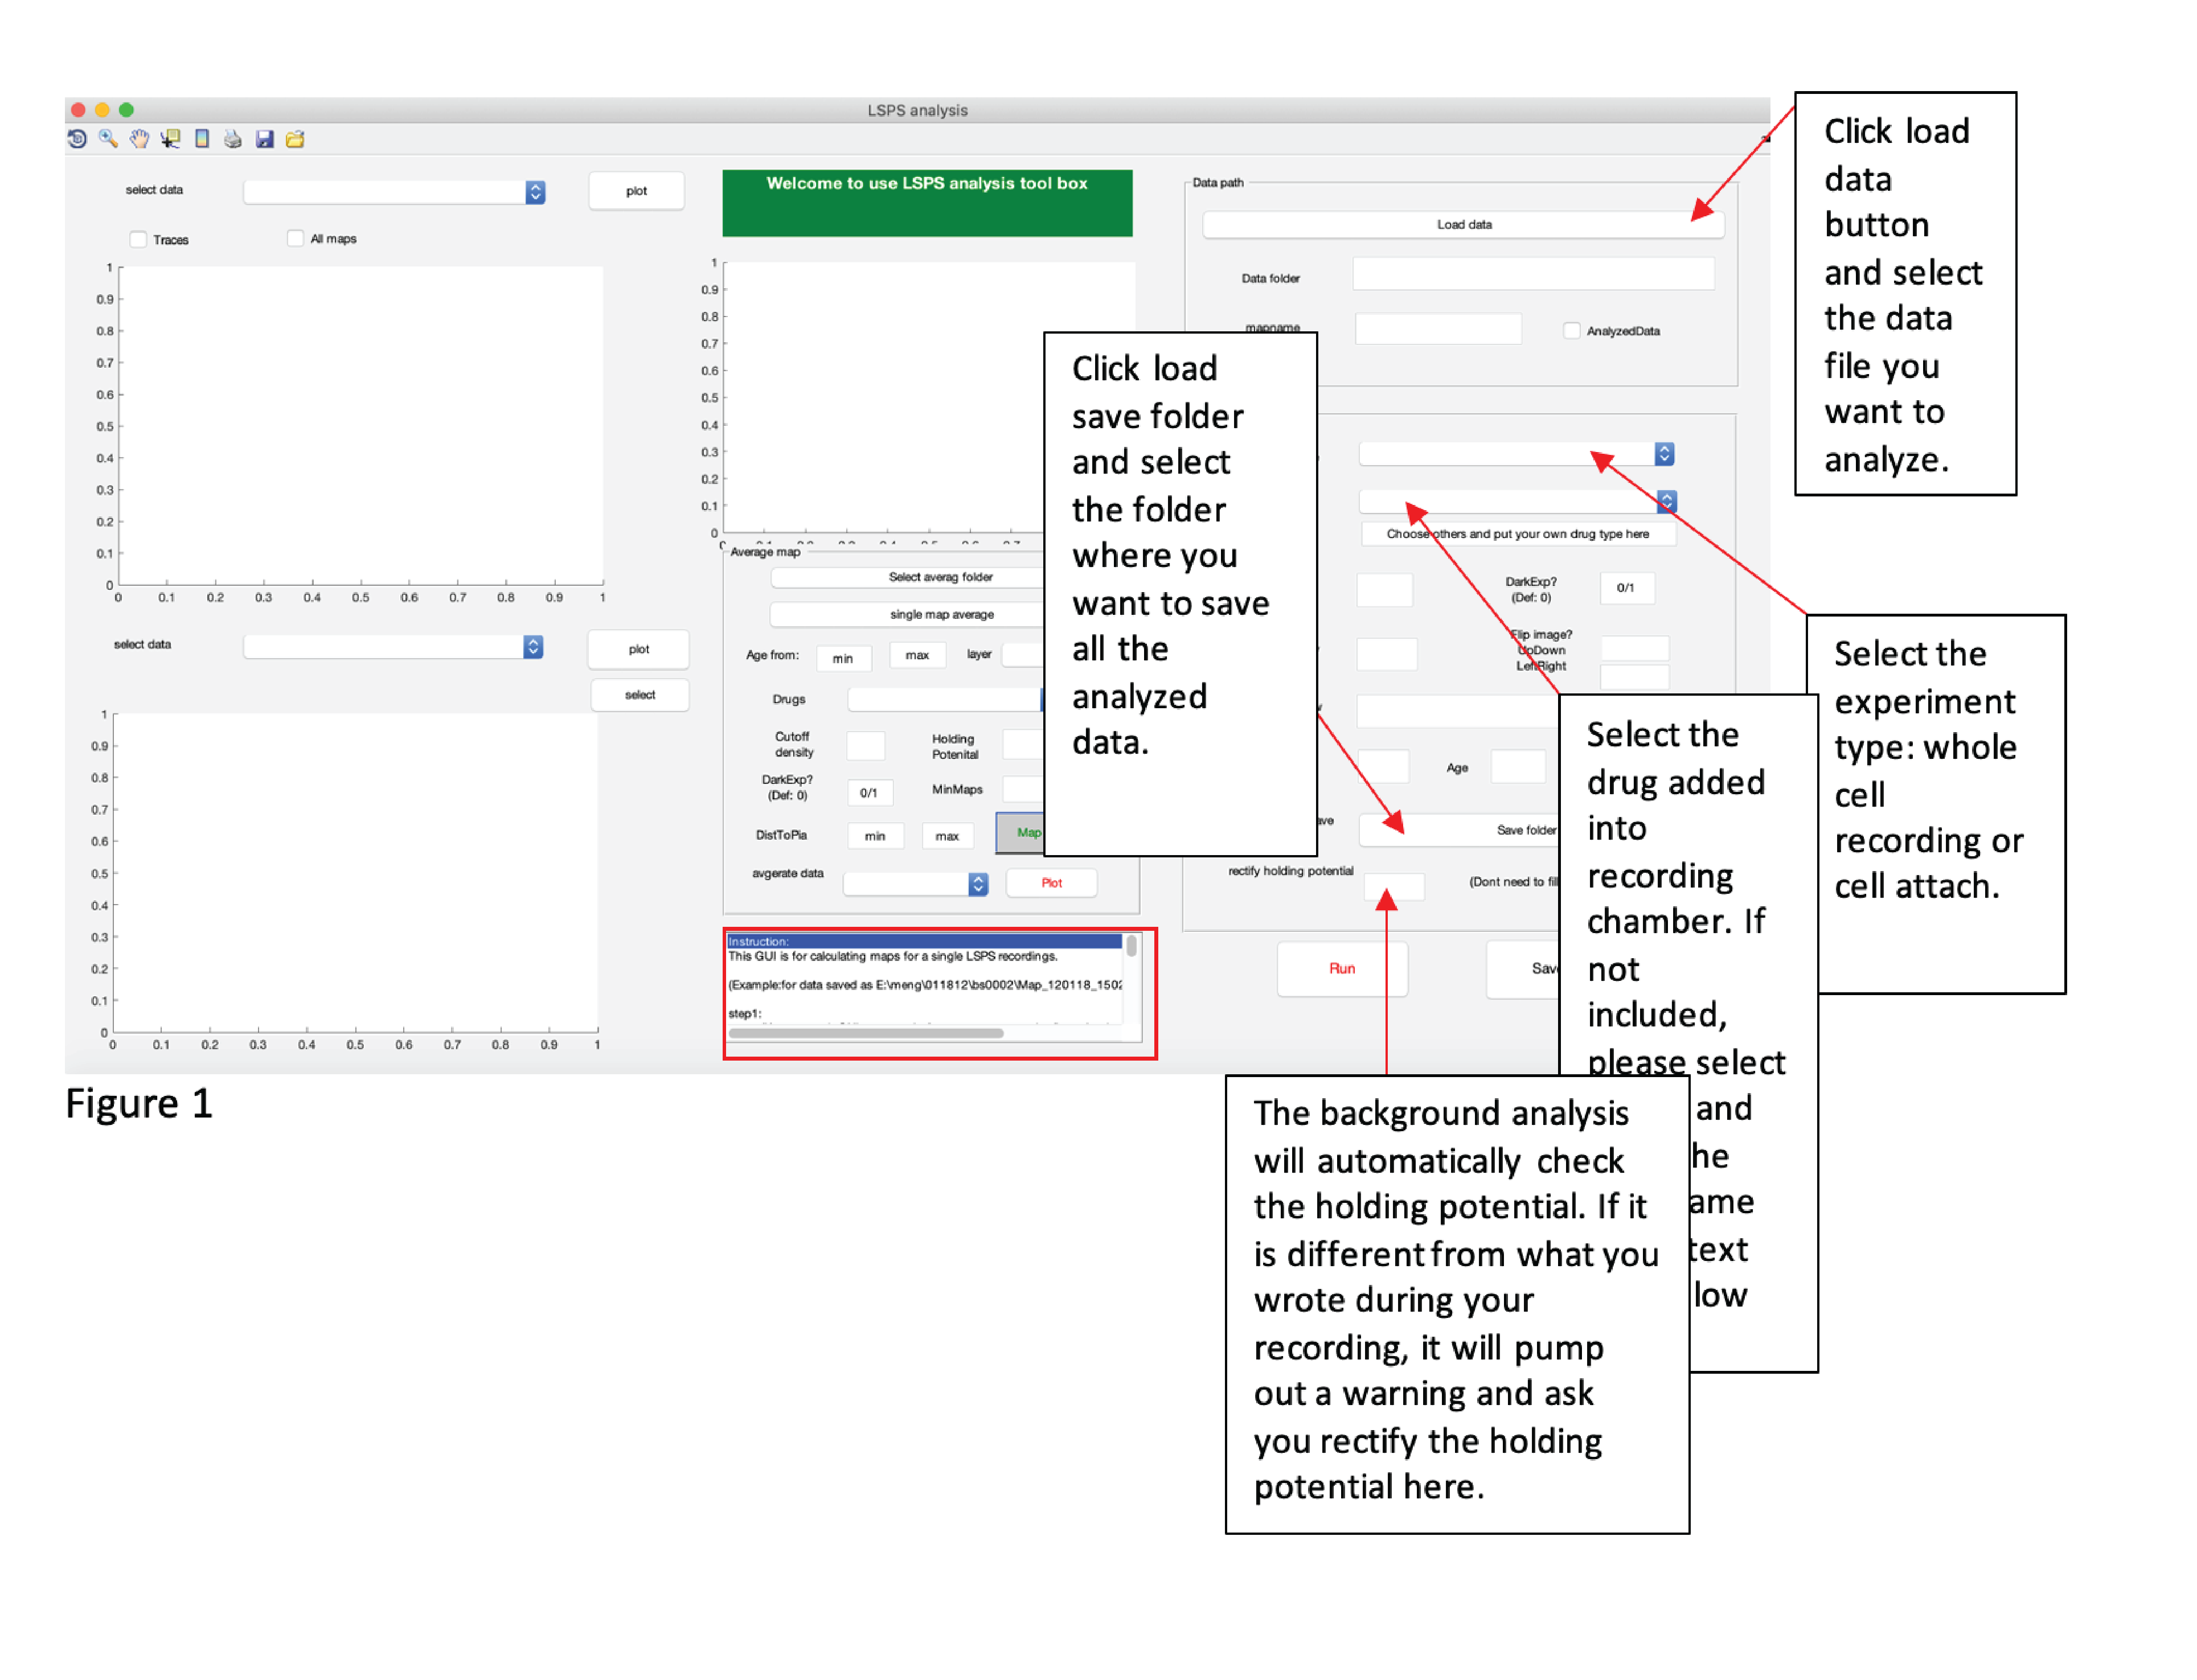 LSPS analysis
select data
plot
Traces
All maps
1
0.9
0.8
0.7
0.6
0.5
0.4
0.3
0.2
0.1
0
0 0.1 0.2 0.3 0.4 0.5 0.6 0.7 0.8 0.9 1
select data
plot
select
1
0.9
0.8
0.7
0.6
0.5
0.4
0.3
0.2
0.1
0
0 0.1 0.2 0.3 0.4 0.5 0.6 0.7 0.8 0.9 1
Welcome to use LSPS analysis tool box
1
0.9
0.8
0.7
0.6
0.5
0.4
0.3
0.2
0.1
0
Average map
Select averag folder
single map average
Age from: min max layer
Drugs
Cutoff
density
Holding
Potenital
DarkExp?
(Def: 0)
0/1
MinMaps
DistToPia min max Map
avgerate data
Plot
Instruction:
This GUI is for calculating maps for a single LSPS recordings.
(Example:for data saved as E:\meng\011812\bs0002\Map_120118_1502
step1:
Data path
Load data
Data folder
mapname
AnalyzedData
Choose others and put your own drug type here
DarkExp?
(Def: 0)
0/1
Flip image?
UpDown
LeftRight
Age
Save folder
rectify holding potential
(Dont need to fil
Run
Sav
Click load
data
button
and select
the data
file you
want to
analyze.
Click load
save folder
and select
the folder
where you
want to save
all the
analyzed
data.
Select the
experiment
type: whole
cell
recording or
cell attach.
Select the
drug added
into
recording
chamber. If
not
included,
please select
and
he
ame
text
low
The background analysis
will automatically check
the holding potential. If it
is different from what you
wrote during your
recording, it will pump
out a warning and ask
you rectify the holding
potential here.
Figure 1